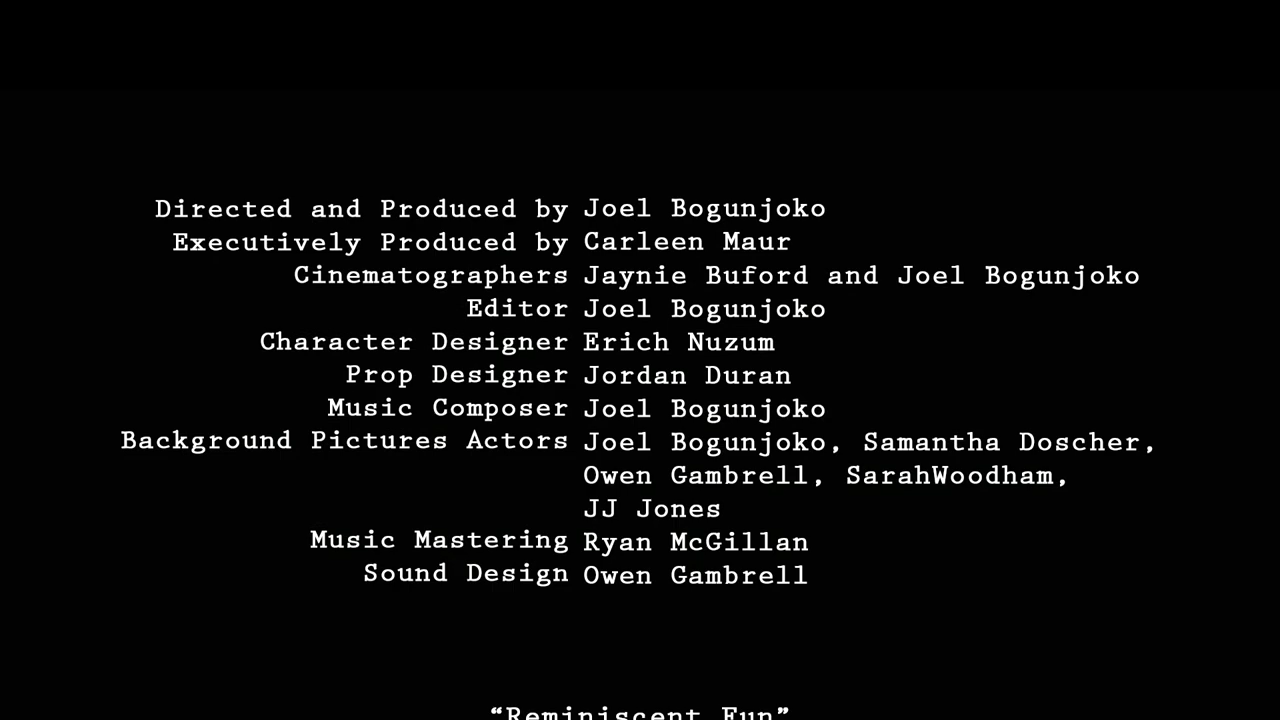 Directed and Produced by Joel Bogunjoko
Executively Produced by Carleen Maur
Cinematographers Jaynie Buford and Joel Bogunjoko
Editor Joel Bogunjoko
Character Designer Erich Nuzum
Prop Designer Jordan Duran
Music Composer Joel Bogunjoko
Background Pictures Actors Joel Bogunjoko, Samantha Doscher,
Owen Gambrell, SarahWoodham,
JJ Jones
Music Mastering Ryan McGillan
Sound Design Owen Gambrell
“Reminiscent Fun”